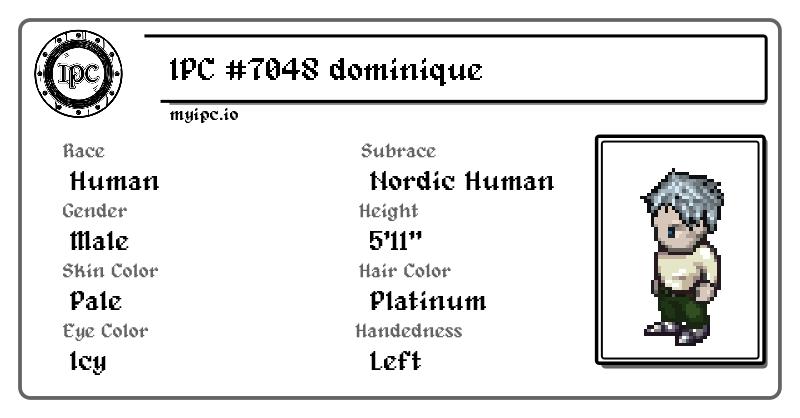 IPC
IPC #7048 dominique
myipc.io
Race
Human
Subrace
Nordic Human
Gender
Male
Height
5'11"
Skin Color
Pale
Hair Color
Platinum
Eye Color
Icy
Handedness
Left